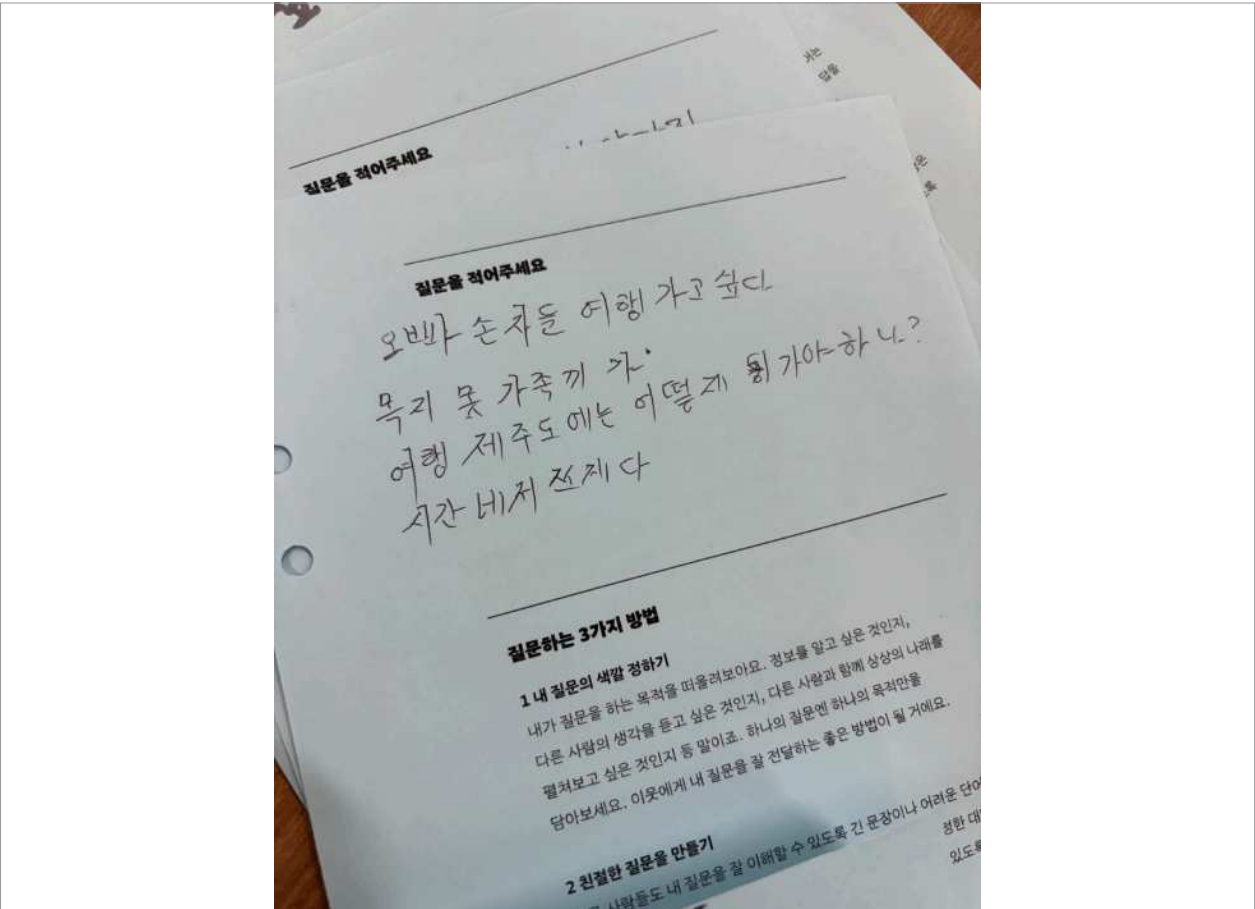 질문을 적어주세요
질문을 적어주세요
오빠와 손자들 여행 가고 싶다
목지 못 가족끼 가.
여행 제주도에는 어떻게 가야하나?
시간
질문하는 3가지 방법
1 내 질문의 색깔 정하기
내가 질문을 하는 목적을 떠올려보아요. 정보를 알고 싶은 것인지,
다른 사람의 생각을 듣고 싶은 것인지, 다른 사람과 함께 상상의 나래를
펼쳐보고 싶은 것인지 등 말이죠. 하나의 질문엔 하나의 목적만을
담아보세요. 이웃에게 내 질문을 잘 전달하는 좋은 방법이 될 거에요.
2 친절한 질문을 만들기
사람들도 내 질문을 잘 이해할 수 있도록 긴 문장이나 어려운